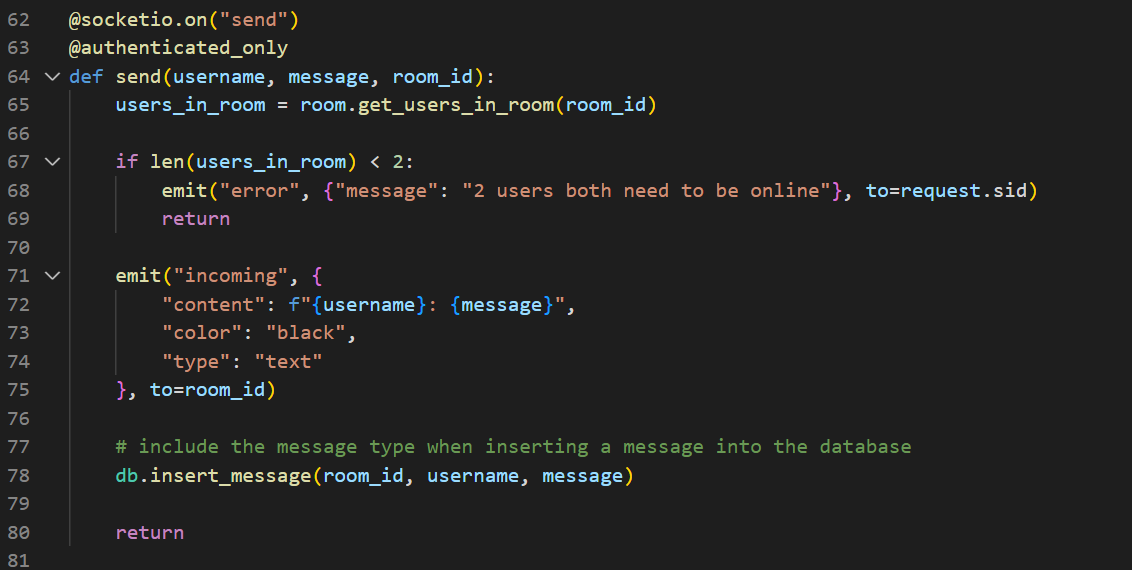 62 @socketio.on("send")
63 @authenticated_only
64 def send(username, message, room_id):
65     users_in_room = room.get_users_in_room(room_id)
66
67     if len(users_in_room) < 2:
68         emit("error", {"message": "2 users both need to be online"}, to=request.sid)
69         return
70
71     emit("incoming", {
72         "content": f"{username}: {message}",
73         "color": "black",
74         "type": "text"
75     }, to=room_id)
76
77     # include the message type when inserting a message into the database
78     db.insert_message(room_id, username, message)
79
80     return
81